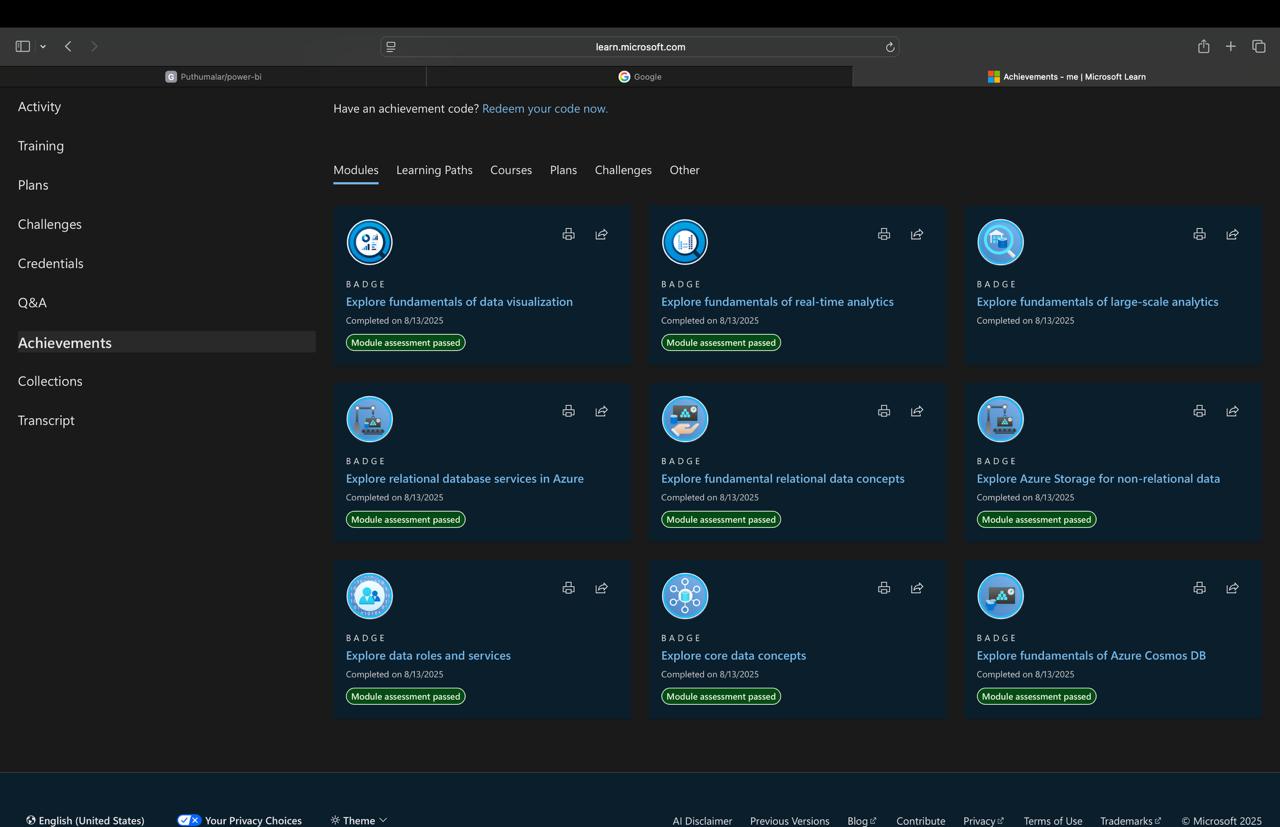 learn.microsoft.com
G Puthumalar/power-bi
Google
Achievements - me | Microsoft Learn
Activity
Training
Plans
Challenges
Credentials
Q&A
Achievements
Collections
Transcript
Have an achievement code? Redeem your code now.
Modules Learning Paths Courses Plans Challenges Other
BADGE
Explore fundamentals of data visualization
Completed on 8/13/2025
Module assessment passed
BADGE
Explore fundamentals of real-time analytics
Completed on 8/13/2025
Module assessment passed
BADGE
Explore fundamentals of large-scale analytics
Completed on 8/13/2025
BADGE
Explore relational database services in Azure
Completed on 8/13/2025
Module assessment passed
BADGE
Explore fundamental relational data concepts
Completed on 8/13/2025
Module assessment passed
BADGE
Explore Azure Storage for non-relational data
Completed on 8/13/2025
Module assessment passed
BADGE
Explore data roles and services
Completed on 8/13/2025
Module assessment passed
BADGE
Explore core data concepts
Completed on 8/13/2025
Module assessment passed
BADGE
Explore fundamentals of Azure Cosmos DB
Completed on 8/13/2025
Module assessment passed
English (United States) Your Privacy Choices Theme
AI Disclaimer Previous Versions Blog Contribute Privacy Terms of Use Trademarks © Microsoft 2025